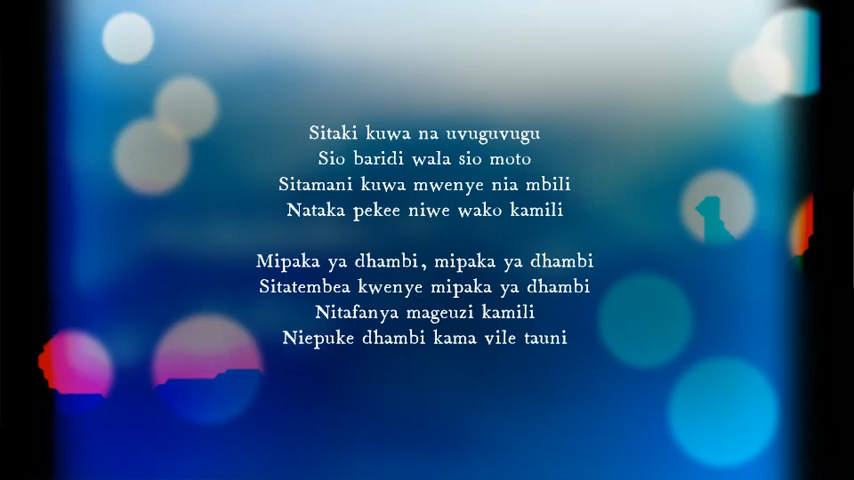 Sitaki kuwa na uvuguvugu
Sio baridi wala sio moto
Sitamani kuwa mwenye nia mbili
Nataka pekee niwe wako kamili
Mipaka ya dhambi, mipaka ya dhambi
Sitatembea kwenye mipaka ya dhambi
Nitafanya mageuzi kamili
Niepuke dhambi kama vile tauni